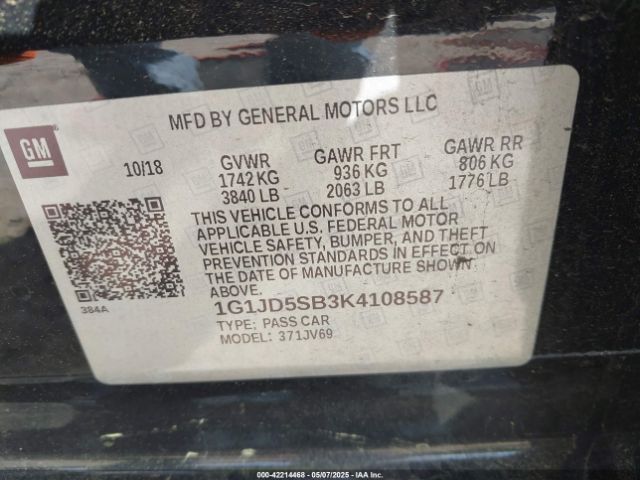 MFD BY GENERAL MOTORS LLC
GM
10/18
GVWR
1742 KG
3840 LB
GAWR FRT
936 KG
2063 LB
GAWR RR
806 KG
1776 LB
THIS VEHICLE CONFORMS TO ALL
APPLICABLE U.S. FEDERAL MOTOR
VEHICLE SAFETY, BUMPER, AND THEFT
PREVENTION STANDARDS IN EFFECT ON
THE DATE OF MANUFACTURE SHOWN
ABOVE.
384A
1G1JD5SB3K4108587
TYPE: PASS CAR
MODEL: 371JV69
000-42214468 — 05/07/2025 — IAA Inc.